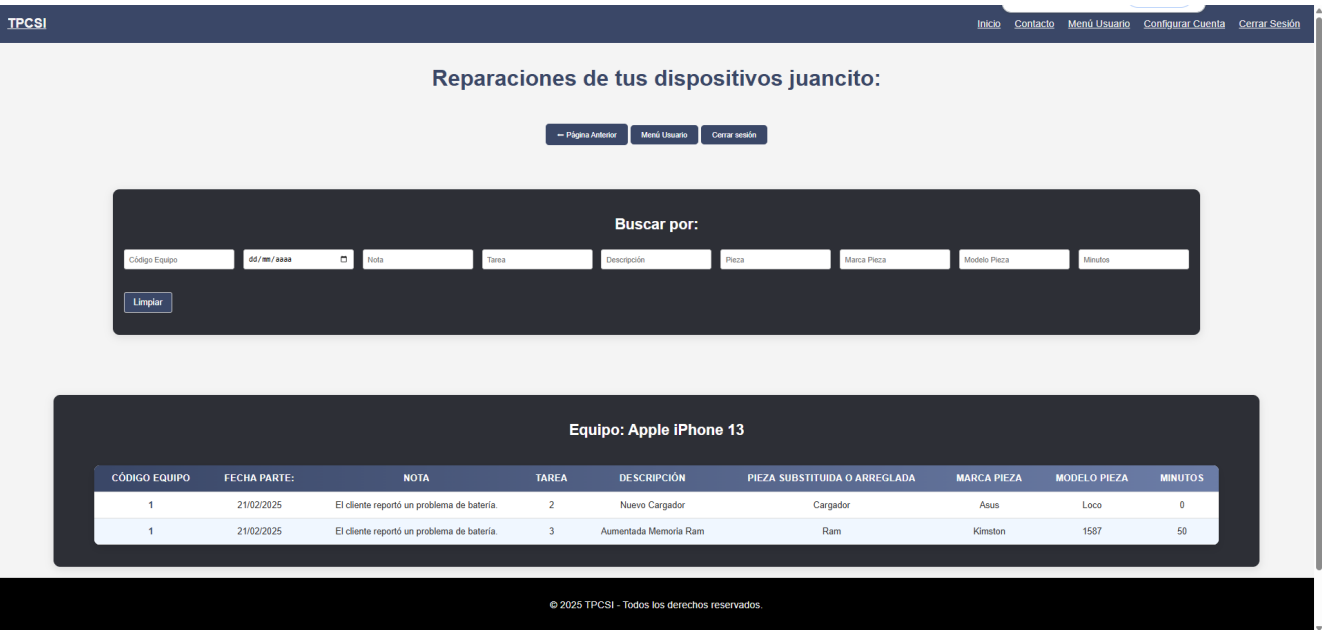 TPCSI Inicio Contacto Menú Usuario Configurar Cuenta Cerrar Sesión
Reparaciones de tus dispositivos juancito:
← Página Anterior Menú Usuario Cerrar sesión
Buscar por:
Código Equipo dd/mm/aaaa Nota Tarea Descripción Pieza Marca Pieza Modelo Pieza Minutos
Limpiar
Equipo: Apple iPhone 13
CÓDIGO EQUIPO FECHA PARTE: NOTA TAREA DESCRIPCIÓN PIEZA SUBSTITUIDA O ARREGLADA MARCA PIEZA MODELO PIEZA MINUTOS
1 21/02/2025 El cliente reportó un problema de batería. 2 Nuevo Cargador Cargador Asus Loco 0
1 21/02/2025 El cliente reportó un problema de batería. 3 Aumentada Memoria Ram Ram Kimston 1587 50
© 2025 TPCSI - Todos los derechos reservados.